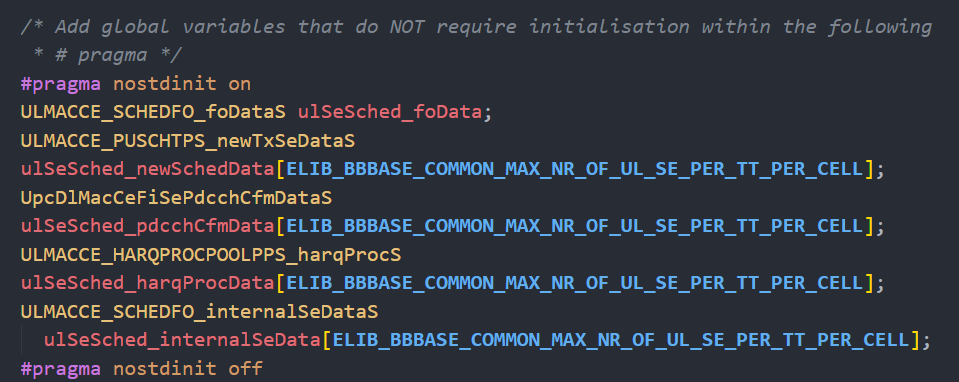 /* Add global variables that do NOT require initialisation within the following
 * # pragma */
#pragma nostdinit on
ULMACCE_SCHEDFO_foDataS ulSeSched_foData;
ULMACCE_PUSCHTPS_newTxSeDataS
ulSeSched_newSchedData[ELIB_BBBASE_COMMON_MAX_NR_OF_UL_SE_PER_TT_PER_CELL];
UpcDlMacCeFiSePdcchCfmDataS
ulSeSched_pdcchCfmData[ELIB_BBBASE_COMMON_MAX_NR_OF_UL_SE_PER_TT_PER_CELL];
ULMACCE_HARQPROCPOOLPPS_harqProcS
ulSeSched_harqProcData[ELIB_BBBASE_COMMON_MAX_NR_OF_UL_SE_PER_TT_PER_CELL];
ULMACCE_SCHEDFO_internalSeDataS
  ulSeSched_internalSeData[ELIB_BBBASE_COMMON_MAX_NR_OF_UL_SE_PER_TT_PER_CELL];
#pragma nostdinit off